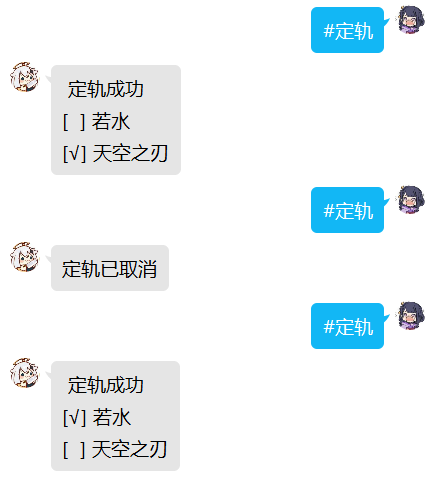 #定轨
定轨成功
[  ] 若水
[√] 天空之刃
#定轨
定轨已取消
#定轨
定轨成功
[√] 若水
[  ] 天空之刃